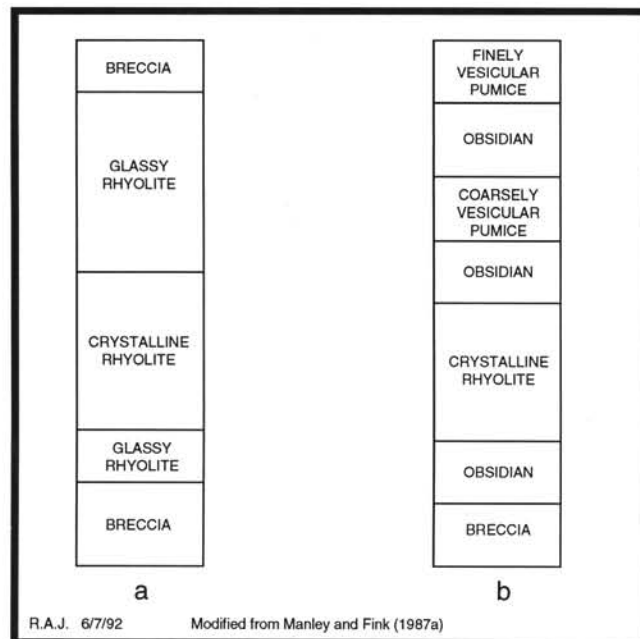 BRECCIA
GLASSY
RHYOLITE
CRYSTALLINE
RHYOLITE
GLASSY
RHYOLITE
BRECCIA
a
FINELY
VESICULAR
PUMICE
OBSIDIAN
COARSELY
VESICULAR
PUMICE
OBSIDIAN
CRYSTALLINE
RHYOLITE
OBSIDIAN
BRECCIA
b
R.A.J. 6/7/92 Modified from Manley and Fink (1987a)